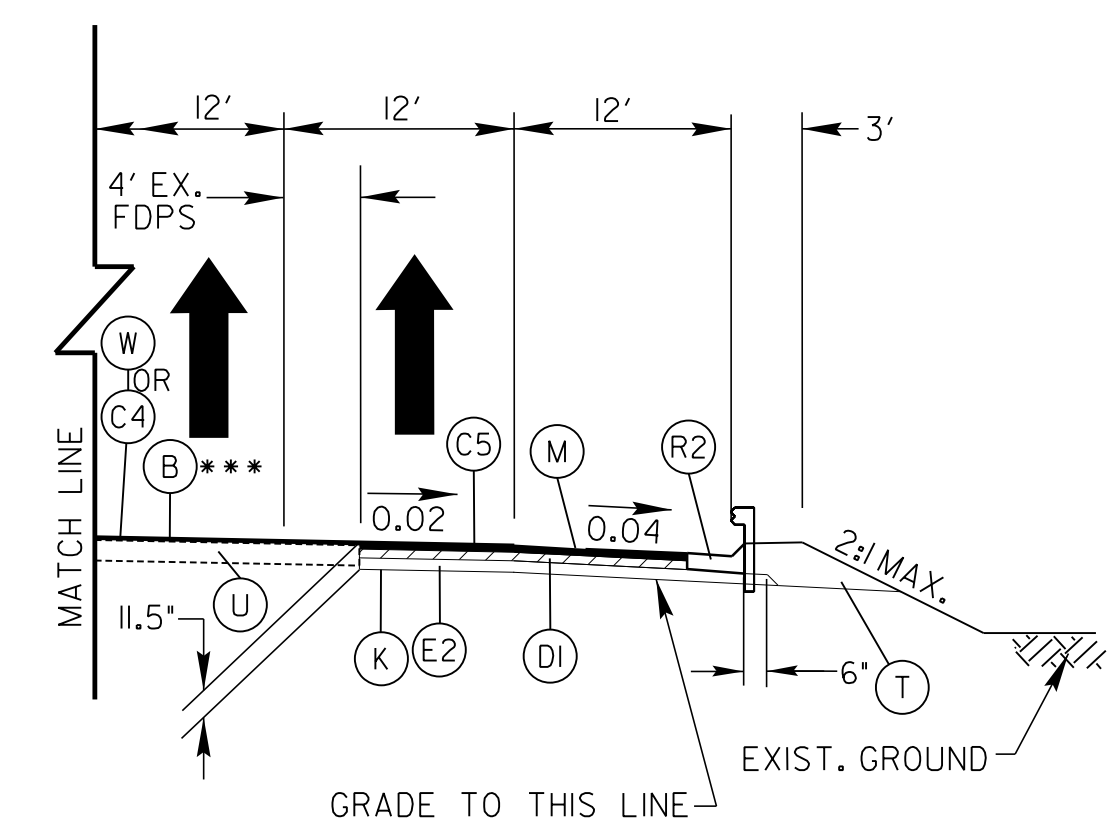 12' 12' 12' 3'
4' EX.
FDPS
W
OR
C4
B ***
C5 M R2
0.02 0.04
2:1 MAX.
MATCH LINE
11.5"
U
K E2 D1
6"
T
EXIST. GROUND
GRADE TO THIS LINE